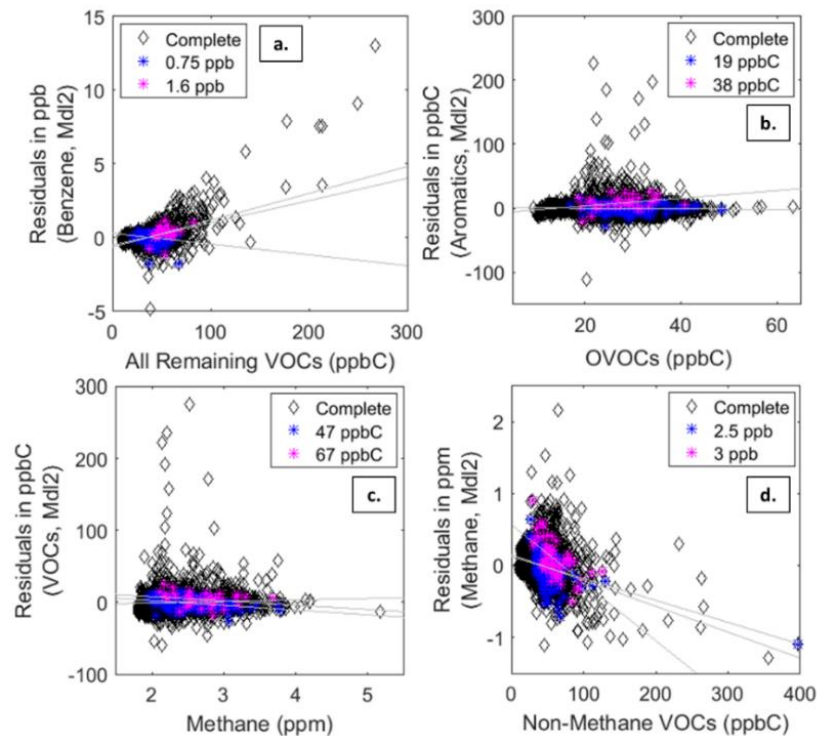 15
10
5
0
-5
Residuals in ppb
(Benzene, Mdl2)
Complete
0.75 ppb
1.6 ppb
a.
0
100
200
300
All Remaining VOCs (ppbC)
300
200
100
0
-100
Residuals in ppbC
(Aromatics, Mdl2)
Complete
19 ppbC
38 ppbC
b.
20
40
60
OVOCs (ppbC)
300
200
100
0
-100
Residuals in ppbC
(VOCs, Mdl2)
Complete
47 ppbC
67 ppbC
c.
2
3
4
5
Methane (ppm)
2
1
0
-1
Residuals in ppm
(Methane, Mdl2)
Complete
2.5 ppb
3 ppb
d.
0
100
200
300
400
Non-Methane VOCs (ppbC)